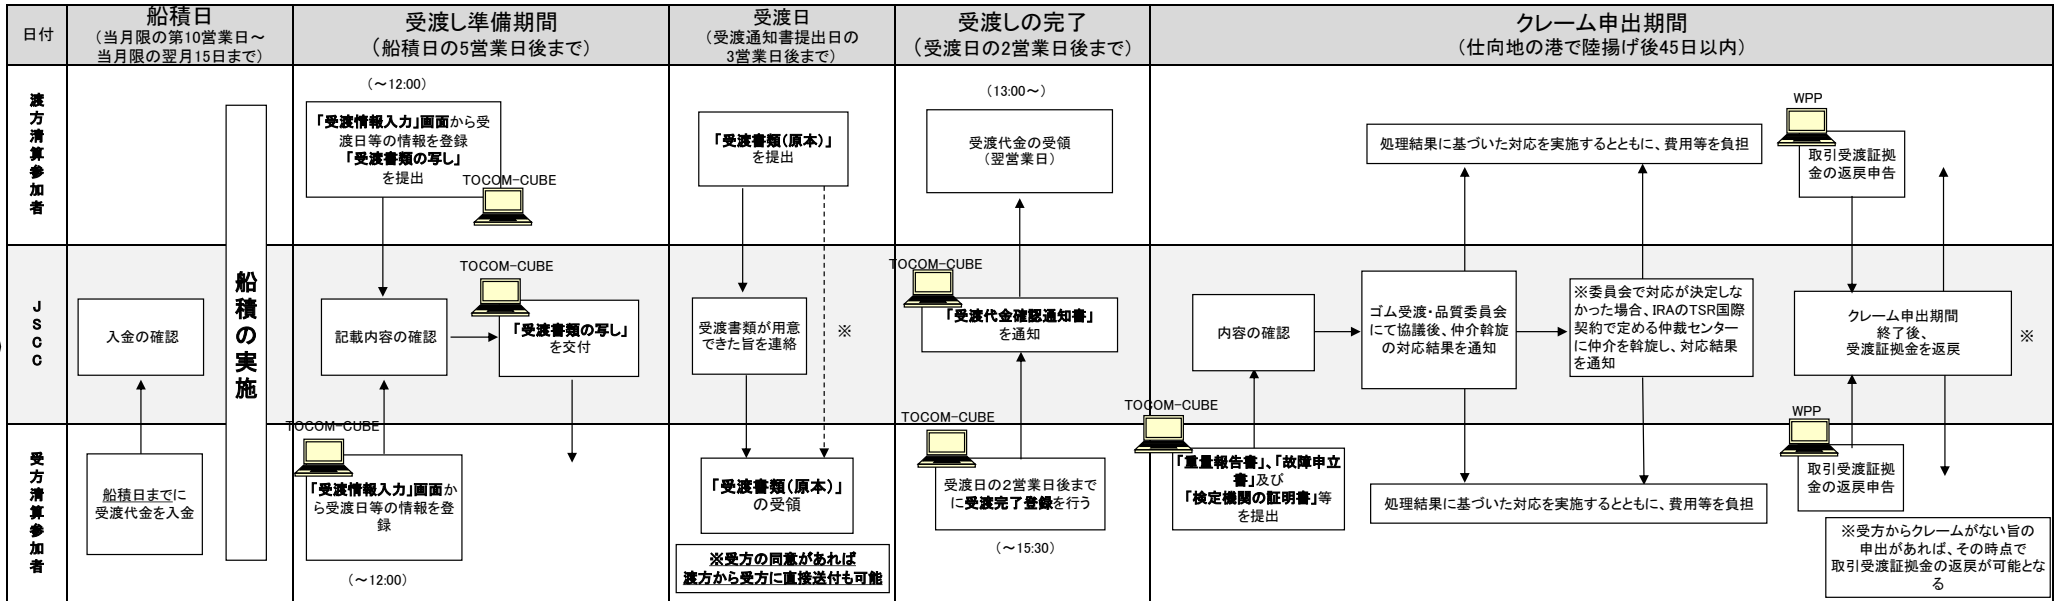 日付
船積日
（当月限の第10営業日～
当月限の翌月15日まで）
受渡し準備期間
（船積日の5営業日後まで）
受渡日
（受渡通知書提出日の
3営業日後まで）
受渡しの完了
（受渡日の2営業日後まで）
クレーム申出期間
（仕向地の港で陸揚げ後45日以内）
渡方清算参加者
（～12:00）
「受渡情報入力」画面から受
渡日等の情報を登録
「受渡書類の写し」
を提出
TOCOM-CUBE
「受渡書類（原本）」
を提出
（13:00～）
受渡代金の受領
（翌営業日）
処理結果に基づいた対応を実施するとともに、費用等を負担
WPP
取引受渡証拠
金の返戻申告
JSCC
入金の確認
船積の実施
記載内容の確認
TOCOM-CUBE
「受渡書類の写し」
を交付
受渡書類が用意
できた旨を連絡
※
TOCOM-CUBE
「受渡代金確認通知書」
を通知
内容の確認
ゴム受渡・品質委員会
にて協議後、仲介斡旋
の対応結果を通知
※委員会で対応が決定しな
かった場合、IRAのTSR国際
契約で定める仲裁センター
に仲介を斡旋し、対応結果
を通知
クレーム申出期間
終了後、
受渡証拠金を返戻
※
受方清算参加者
船積日までに
受渡代金を入金
TOCOM-CUBE
「受渡情報入力」画面か
ら受渡日等の情報を登
録
（～12:00）
「受渡書類（原本）」
の受領
※受方の同意があれば
渡方から受方に直接送付も可能
TOCOM-CUBE
受渡日の２営業日後まで
に受渡完了登録を行う
（～15:30）
TOCOM-CUBE
「重量報告書」、「故障申立
書」及び
「検定機関の証明書」等
を提出
処理結果に基づいた対応を実施するとともに、費用等を負担
WPP
取引受渡証拠
金の返戻申告
※受方からクレームがない旨の
申出があれば、その時点で
取引受渡証拠金の返戻が可能とな
る